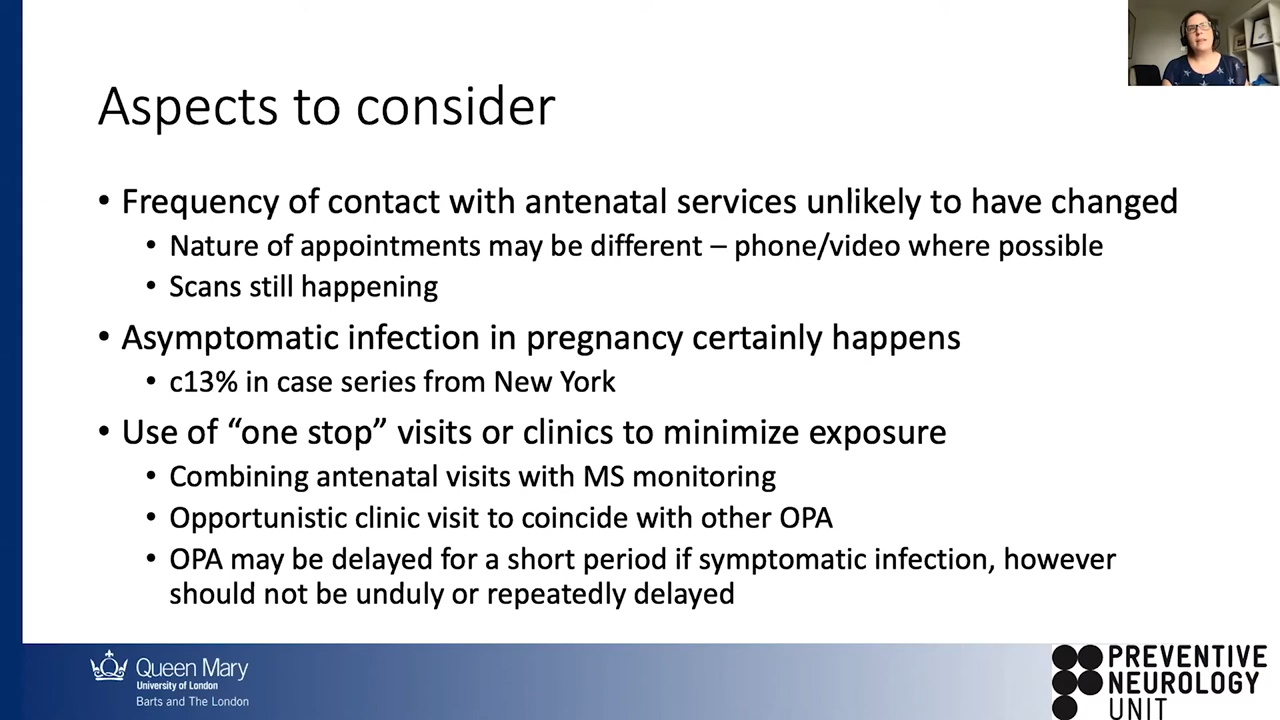 Aspects to consider
• Frequency of contact with antenatal services unlikely to have changed
• Nature of appointments may be different – phone/video where possible
• Scans still happening
• Asymptomatic infection in pregnancy certainly happens
• c13% in case series from New York
• Use of “one stop” visits or clinics to minimize exposure
• Combining antenatal visits with MS monitoring
• Opportunistic clinic visit to coincide with other OPA
• OPA may be delayed for a short period if symptomatic infection, however
should not be unduly or repeatedly delayed
Queen Mary
University of London
Barts and The London
PREVENTIVE
NEUROLOGY
UNIT